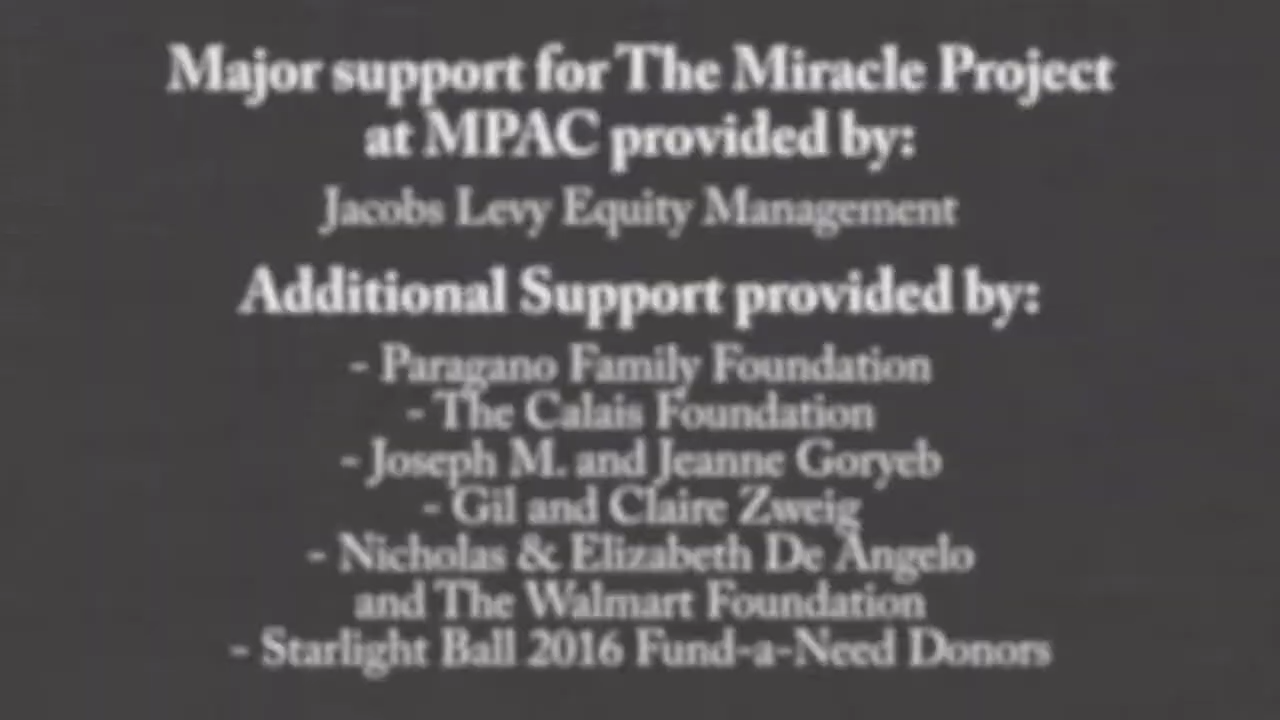 Major support for The Miracle Project
at MPAC provided by:
Jacobs Levy Equity Management
Additional Support provided by:
- Paragano Family Foundation
- The Calais Foundation
- Joseph M. and Jeanne Goryeb
- Gil and Claire Zweig
- Nicholas & Elizabeth De Angelo
and The Walmart Foundation
- Starlight Ball 2016 Fund-a-Need Donors